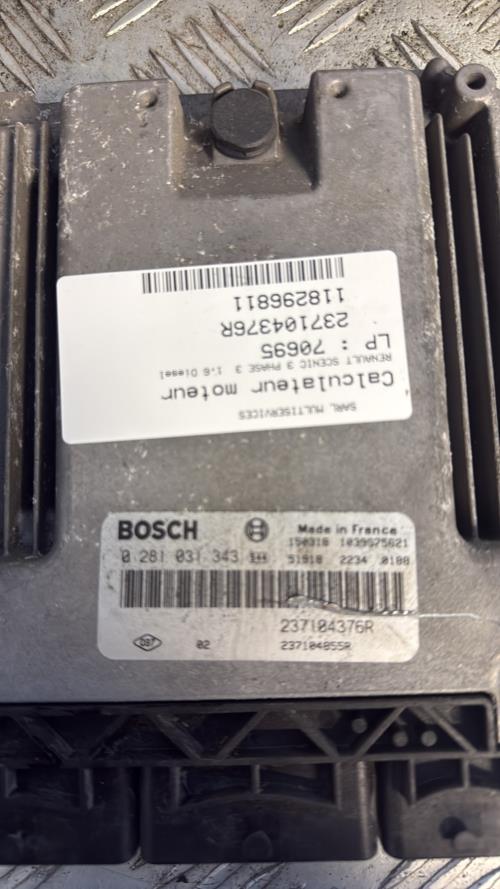 SARL MULTISERVICES
Calculateur moteur
RENAULT SCENIC 3 PHASE 3 1.6 Diesel
LP : 70695
237104376R
118296811
BOSCH
Made in France
0 281 031 343
150318 1039S75621
51918 2234 0188
237104376R
02
237104855R